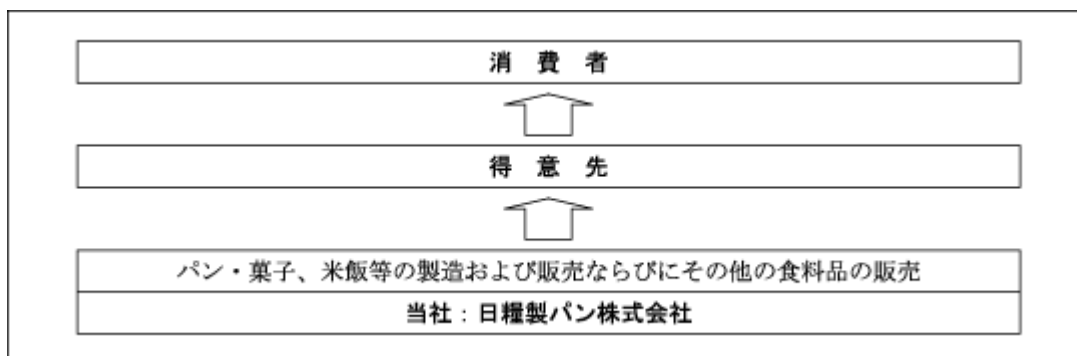 消 費 者
得 意 先
パン・菓子、米飯等の製造および販売ならびにその他の食料品の販売
当社：日糧製パン株式会社